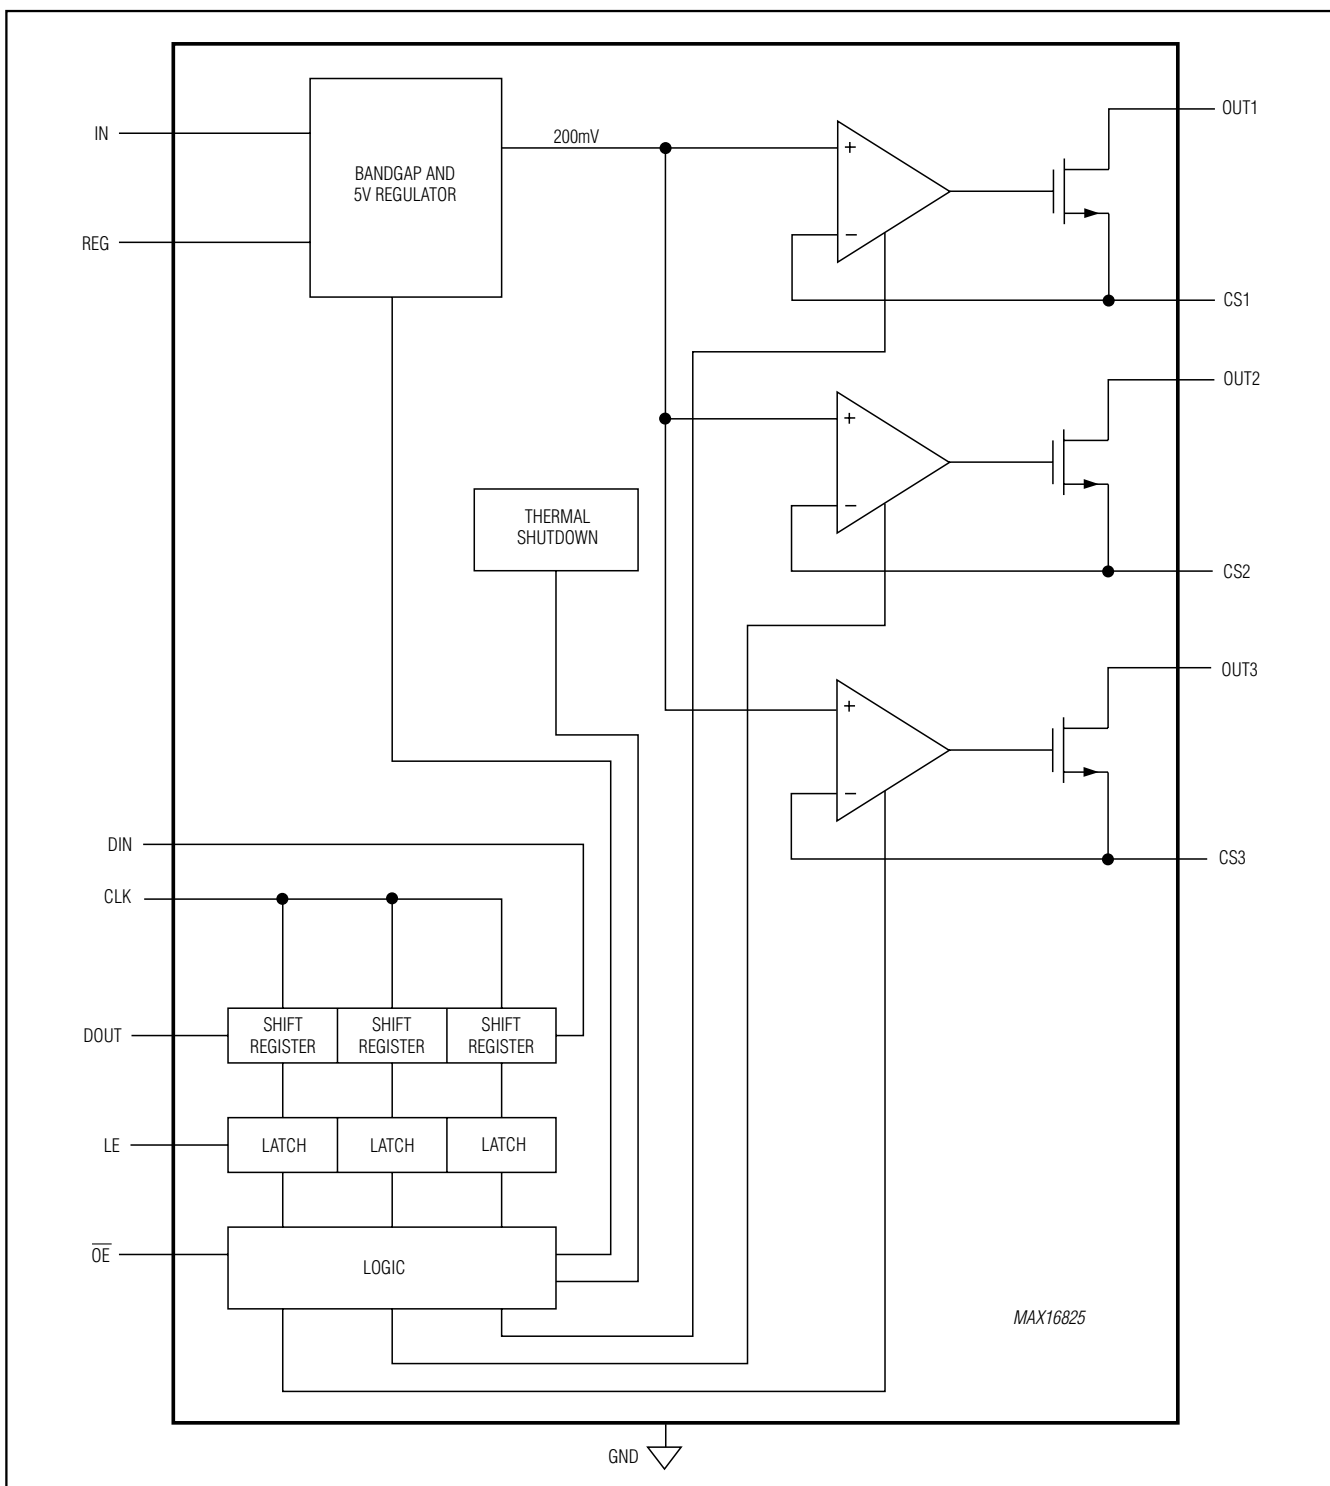 OUT1
IN
200mV
+
BANDGAP AND
5V REGULATOR
−
REG
CS1
OUT2
+
−
THERMAL
SHUTDOWN
CS2
OUT3
+
−
DIN
CS3
CLK
DOUT
SHIFT
REGISTER
SHIFT
REGISTER
SHIFT
REGISTER
LE
LATCH
LATCH
LATCH
O̅E̅
LOGIC
MAX16825
GND